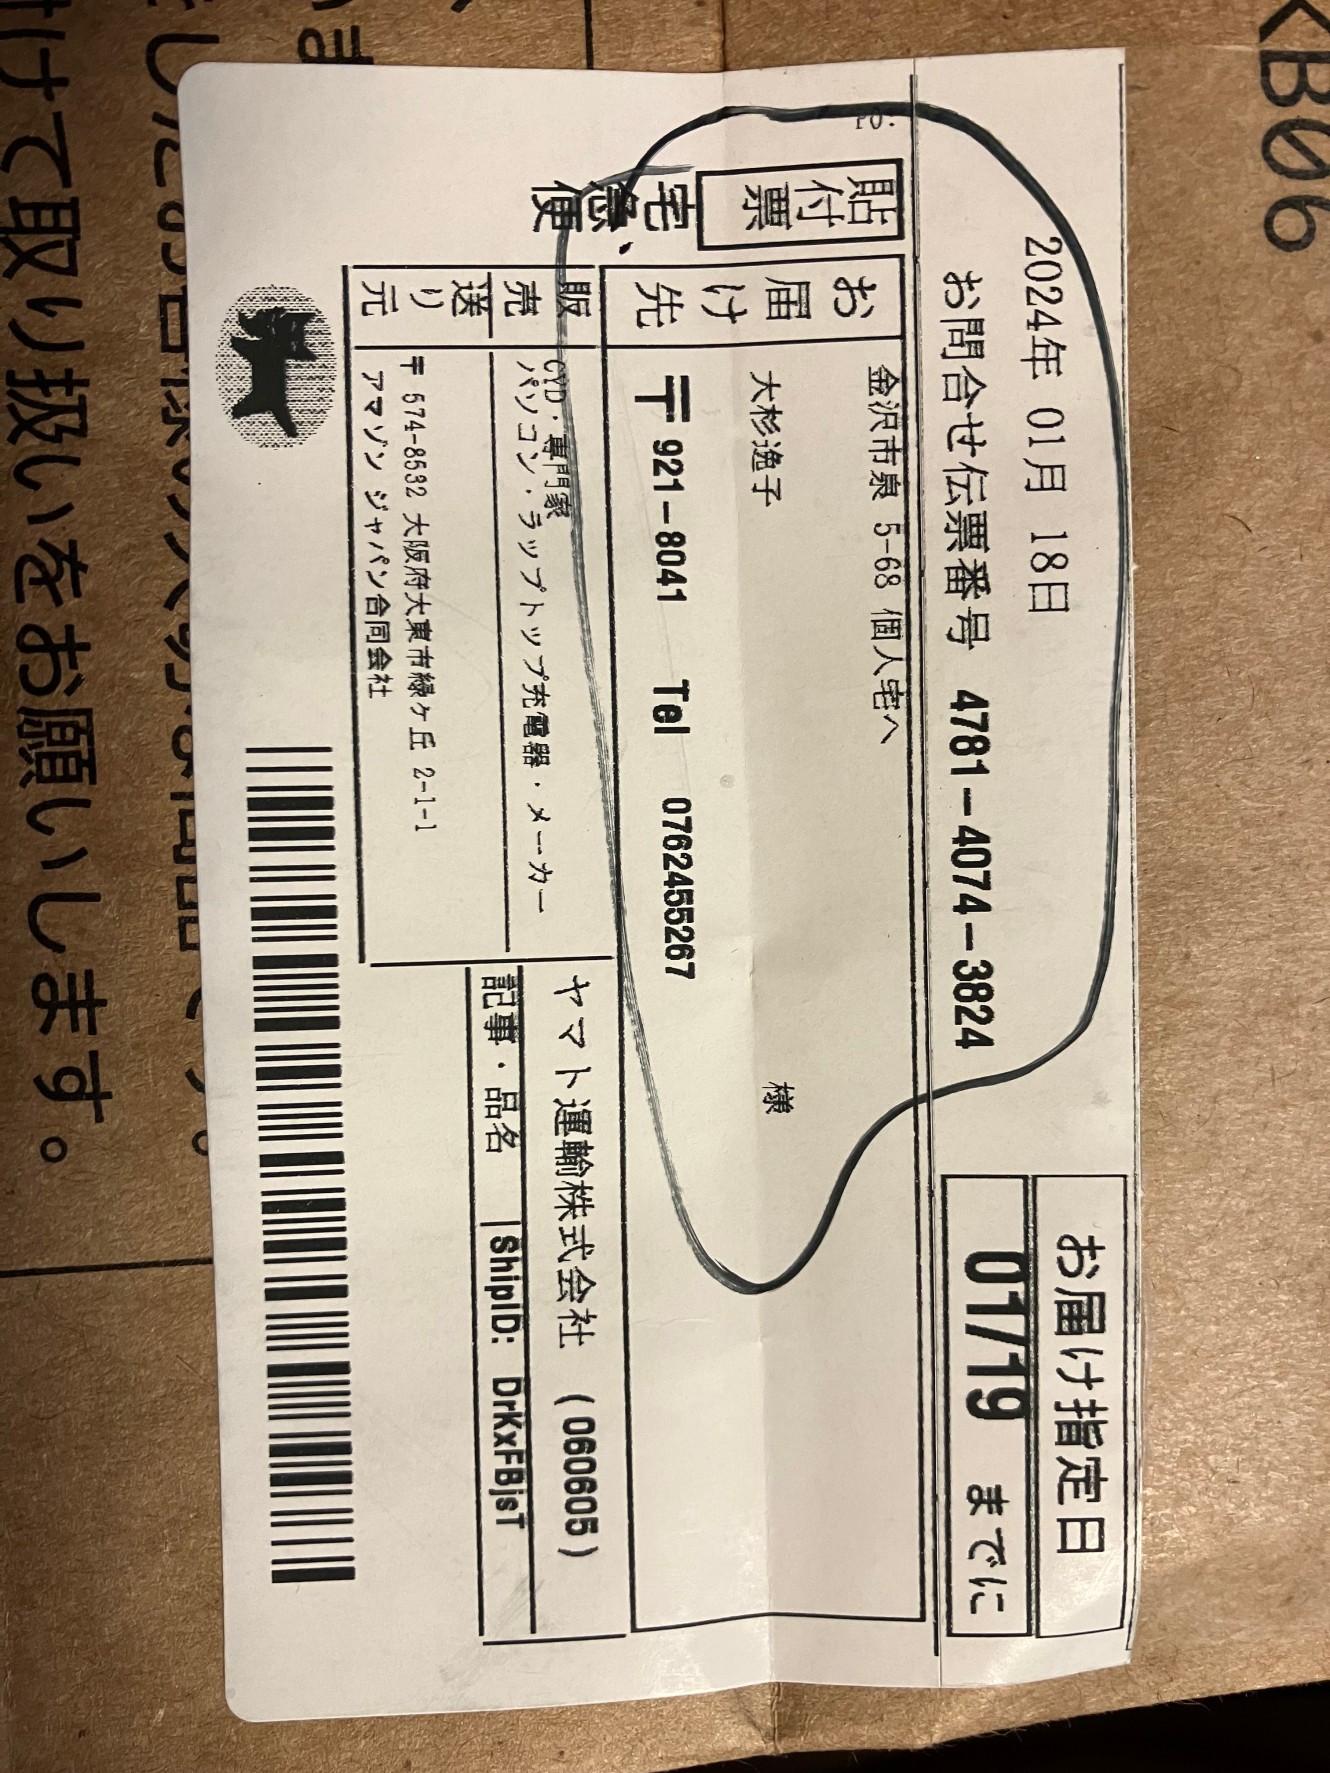 2024年 01月 18日
お問合せ伝票番号 4781-4074-3824
お届け指定日
01/19 までに
貼付票
宅急便
お届け先
金沢市泉 5-68 個人宅へ
大杉逸子 様
〒921-8041 Tel 0762455267
販売
CYD・専門家
パソコン・ラップトップ充電器・メーカー
送り元
〒 574-8532 大阪府大東市緑ケ丘 2-1-1
アマゾン ジャパン合同会社
ヤマト運輸株式会社 (060605)
記事・品名 |ShipID: DrKxFBjsT
KB06
けて取り扱いをお願いします。